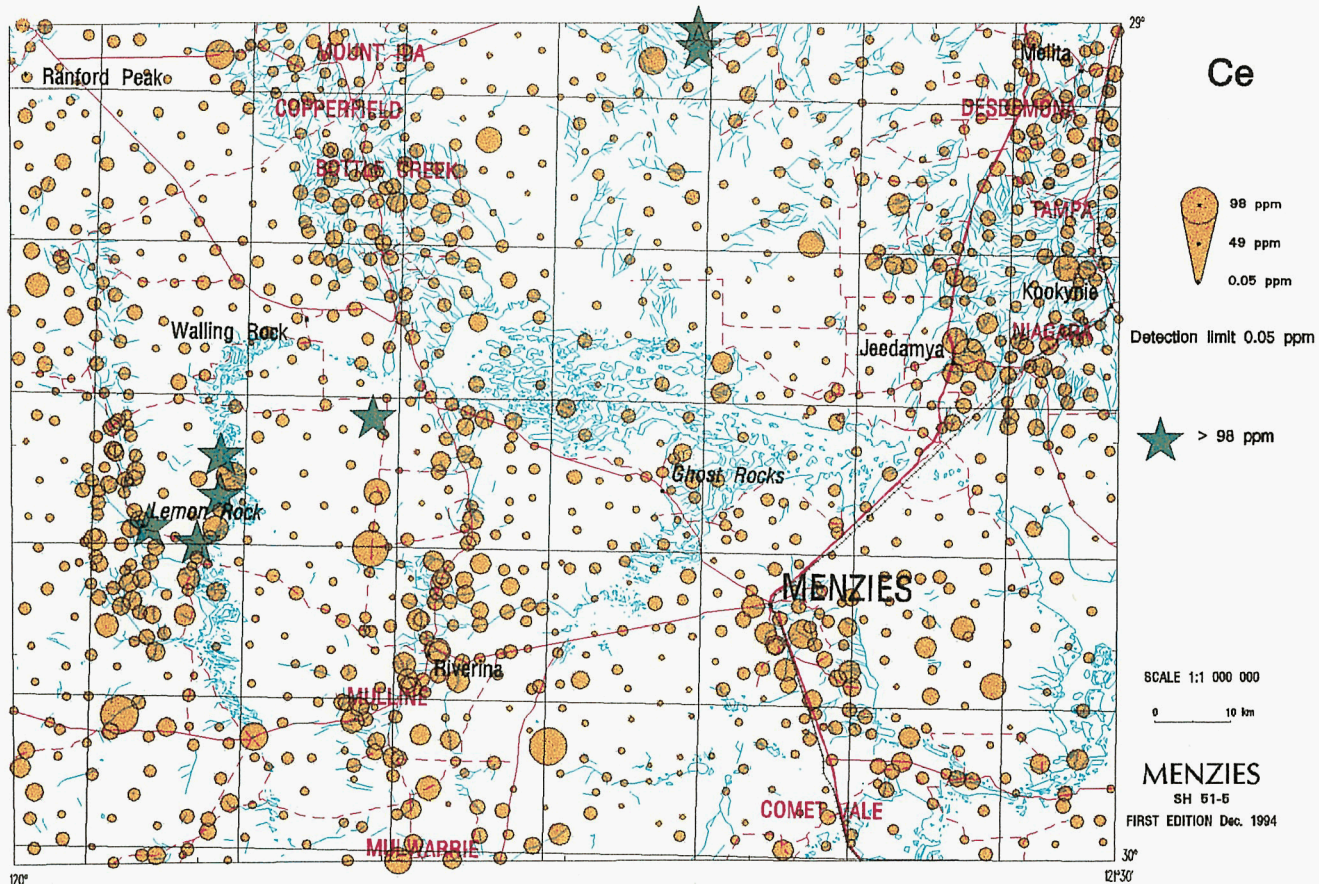 29°
Ce
MOUNT IDA
Melita
Ranford Peak
COPPERFIELD
DESDEMONA
BOTTLE CREEK
TAMPA
98 ppm
49 ppm
0.05 ppm
Kookynie
Walling Rock
NIAGARA
Jeedamya
Detection limit 0.05 ppm
> 98 ppm
Ghost Rocks
Lemon Rock
MENZIES
Riverina
MULLINE
SCALE 1:1 000 000
0 10 km
MENZIES
SH 51-5
FIRST EDITION Dec. 1994
COMET VALE
MULWARRIE
30°
120°
121°30'